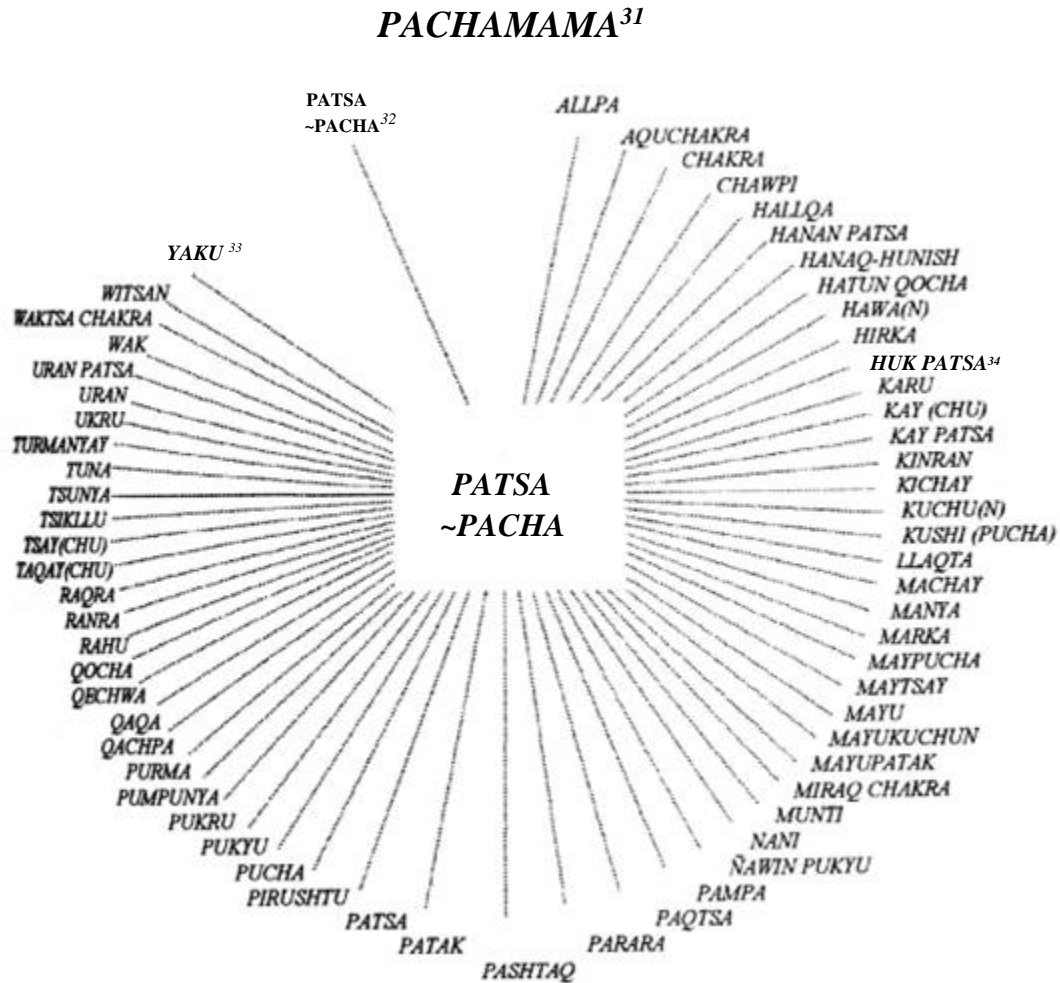 PACHAMAMA31
PATSA
~PACHA32
ALLPA
AQUCHAKRA
CHAKRA
CHAWPI
HALLQA
HANAN PATSA
HANAQ-HUNISH
HATUN QOCHA
HAWA(N)
HIRKA
HUK PATSA34
KARU
KAY (CHU)
KAY PATSA
KINRAN
KICHAY
KUCHU(N)
KUSHI (PUCHA)
LLAQTA
MACHAY
MANYA
MARKA
MAYPUCHA
MAYTSAY
MAYU
MAYUKUCHUN
MAYUPATAK
MIRAQ CHAKRA
MUNTI
NANI
ÑAWIN PUKYU
PAMPA
PAQTSA
PARARA
PASHTAQ
PATAK
PATSA
PIRUSHTU
PUCHA
PUKYU
PUKRU
PUMPUNYA
PURMA
QACHPA
QAQA
QECHWA
QOCHA
RAHU
RANRA
RAQRA
TAQAY(CHU)
TSAY(CHU)
TSIKLLU
TSUNYA
TUNA
TURMANYAY
UKRU
URAN
URAN PATSA
WAK
WAKTSA CHAKRA
WITSAN
YAKU 33
PATSA
~PACHA